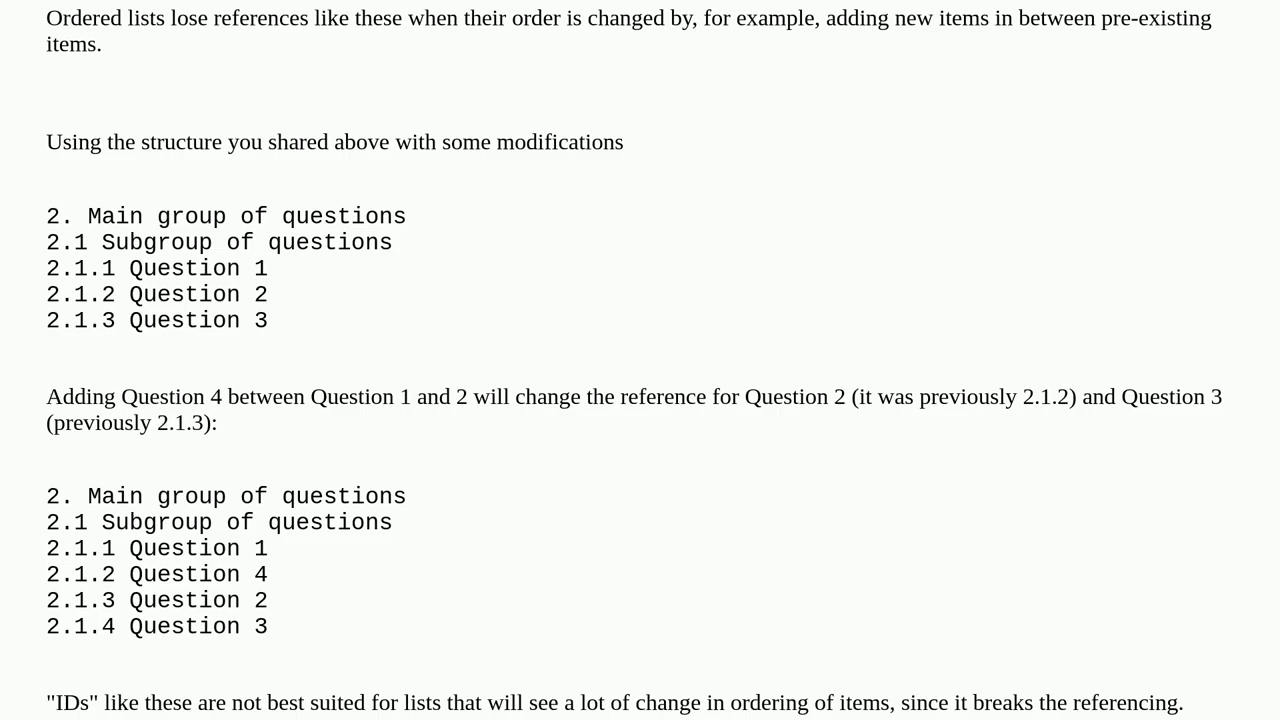 Ordered lists lose references like these when their order is changed by, for example, adding new items in between pre-existing
items.
Using the structure you shared above with some modifications
2. Main group of questions
2.1 Subgroup of questions
2.1.1 Question 1
2.1.2 Question 2
2.1.3 Question 3
Adding Question 4 between Question 1 and 2 will change the reference for Question 2 (it was previously 2.1.2) and Question 3
(previously 2.1.3):
2. Main group of questions
2.1 Subgroup of questions
2.1.1 Question 1
2.1.2 Question 4
2.1.3 Question 2
2.1.4 Question 3
"IDs" like these are not best suited for lists that will see a lot of change in ordering of items, since it breaks the referencing.